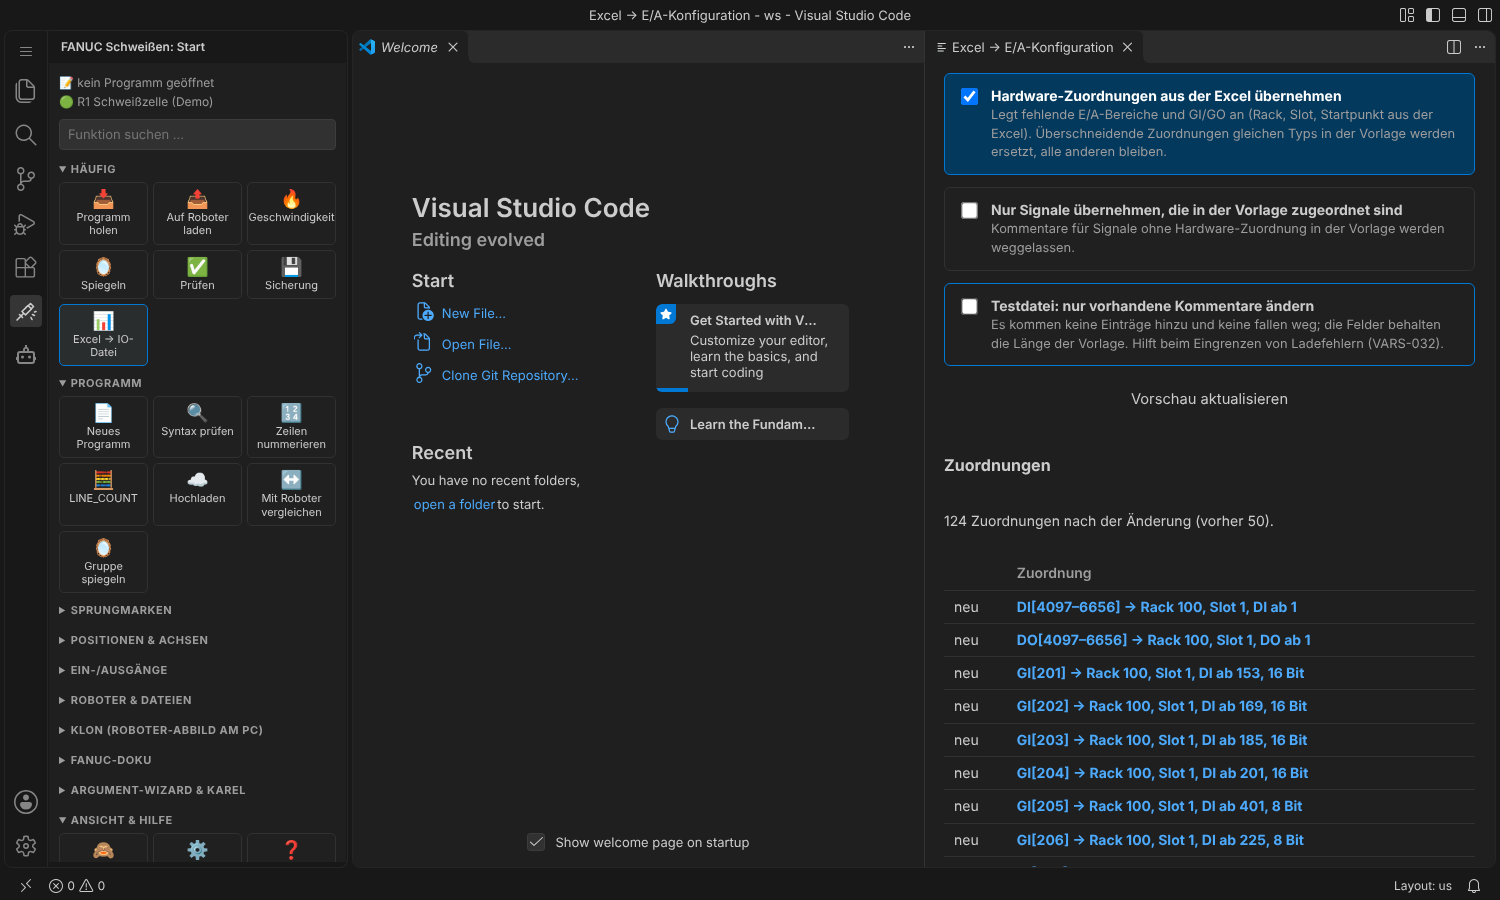 Excel → E/A-Konfiguration - ws - Visual Studio Code
FANUC Schweißen: Start
kein Programm geöffnet
R1 Schweißzelle (Demo)
Funktion suchen ...
HÄUFIG
Programm holen
Auf Roboter laden
Geschwindigkeit
Spiegeln
Prüfen
Sicherung
Excel → IO-Datei
PROGRAMM
Neues Programm
Syntax prüfen
Zeilen nummerieren
LINE_COUNT
Hochladen
Mit Roboter vergleichen
Gruppe spiegeln
SPRUNGMARKEN
POSITIONEN & ACHSEN
EIN-/AUSGÄNGE
ROBOTER & DATEIEN
KLON (ROBOTER-ABBILD AM PC)
FANUC-DOKU
ARGUMENT-WIZARD & KAREL
ANSICHT & HILFE
Welcome
Visual Studio Code
Editing evolved
Start
New File...
Open File...
Clone Git Repository...
Recent
You have no recent folders,
open a folder to start.
Walkthroughs
Get Started with V...
Customize your editor,
learn the basics, and
start coding
Learn the Fundam...
Show welcome page on startup
Excel → E/A-Konfiguration
Hardware-Zuordnungen aus der Excel übernehmen
Legt fehlende E/A-Bereiche und GI/GO an (Rack, Slot, Startpunkt aus der
Excel). Überschneidende Zuordnungen gleichen Typs in der Vorlage werden
ersetzt, alle anderen bleiben.
Nur Signale übernehmen, die in der Vorlage zugeordnet sind
Kommentare für Signale ohne Hardware-Zuordnung in der Vorlage werden
weggelassen.
Testdatei: nur vorhandene Kommentare ändern
Es kommen keine Einträge hinzu und keine fallen weg; die Felder behalten
die Länge der Vorlage. Hilft beim Eingrenzen von Ladefehlern (VARS-032).
Vorschau aktualisieren
Zuordnungen
124 Zuordnungen nach der Änderung (vorher 50).
Zuordnung
neu DI[4097–6656] → Rack 100, Slot 1, DI ab 1
neu DO[4097–6656] → Rack 100, Slot 1, DO ab 1
neu GI[201] → Rack 100, Slot 1, DI ab 153, 16 Bit
neu GI[202] → Rack 100, Slot 1, DI ab 169, 16 Bit
neu GI[203] → Rack 100, Slot 1, DI ab 185, 16 Bit
neu GI[204] → Rack 100, Slot 1, DI ab 201, 16 Bit
neu GI[205] → Rack 100, Slot 1, DI ab 401, 8 Bit
neu GI[206] → Rack 100, Slot 1, DI ab 225, 8 Bit
0 0
Layout: us